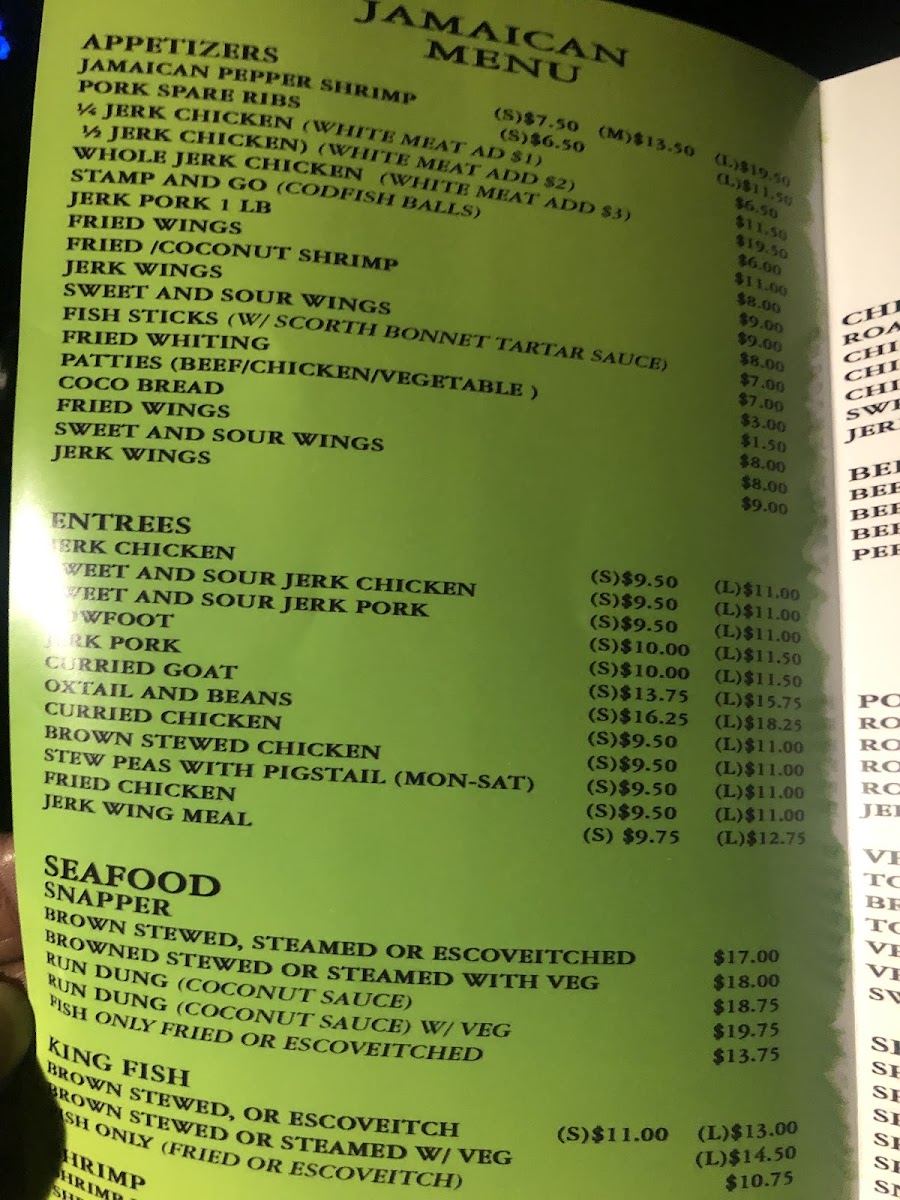 JAMAICAN
MENU
APPETIZERS
JAMAICAN PEPPER SHRIMP (S)$7.50 (M)$13.50 (L)$19.50
PORK SPARE RIBS (S)$6.50 (L)$11.50
¼ JERK CHICKEN (WHITE MEAT AD $1) $6.50
½ JERK CHICKEN) (WHITE MEAT ADD $2) $11.50
WHOLE JERK CHICKEN (WHITE MEAT ADD $3) $19.50
STAMP AND GO (CODFISH BALLS) $6.00
JERK PORK 1 LB $11.00
FRIED WINGS $8.00
FRIED /COCONUT SHRIMP $9.00
JERK WINGS $9.00
SWEET AND SOUR WINGS $8.00
FISH STICKS (W/ SCORTH BONNET TARTAR SAUCE) $7.00
FRIED WHITING $7.00
PATTIES (BEEF/CHICKEN/VEGETABLE ) $3.00
COCO BREAD $1.50
FRIED WINGS $8.00
SWEET AND SOUR WINGS $8.00
JERK WINGS $9.00
ENTREES
JERK CHICKEN (S)$9.50 (L)$11.00
SWEET AND SOUR JERK CHICKEN (S)$9.50 (L)$11.00
SWEET AND SOUR JERK PORK (S)$9.50 (L)$11.00
COWFOOT (S)$10.00 (L)$11.50
JERK PORK (S)$10.00 (L)$11.50
CURRIED GOAT (S)$13.75 (L)$15.75
OXTAIL AND BEANS (S)$16.25 (L)$18.25
CURRIED CHICKEN (S)$9.50 (L)$11.00
BROWN STEWED CHICKEN (S)$9.50 (L)$11.00
STEW PEAS WITH PIGSTAIL (MON-SAT) (S)$9.50 (L)$11.00
FRIED CHICKEN (S)$9.50 (L)$11.00
JERK WING MEAL (S) $9.75 (L)$12.75
SEAFOOD
SNAPPER
BROWN STEWED, STEAMED OR ESCOVEITCHED $17.00
BROWNED STEWED OR STEAMED WITH VEG $18.00
RUN DUNG (COCONUT SAUCE) $18.75
RUN DUNG (COCONUT SAUCE) W/ VEG $19.75
FISH ONLY FRIED OR ESCOVEITCHED $13.75
KING FISH
BROWN STEWED, OR ESCOVEITCH (S)$11.00 (L)$13.00
BROWN STEWED OR STEAMED W/ VEG (L)$14.50
FISH ONLY (FRIED OR ESCOVEITCH) $10.75
SHRIMP